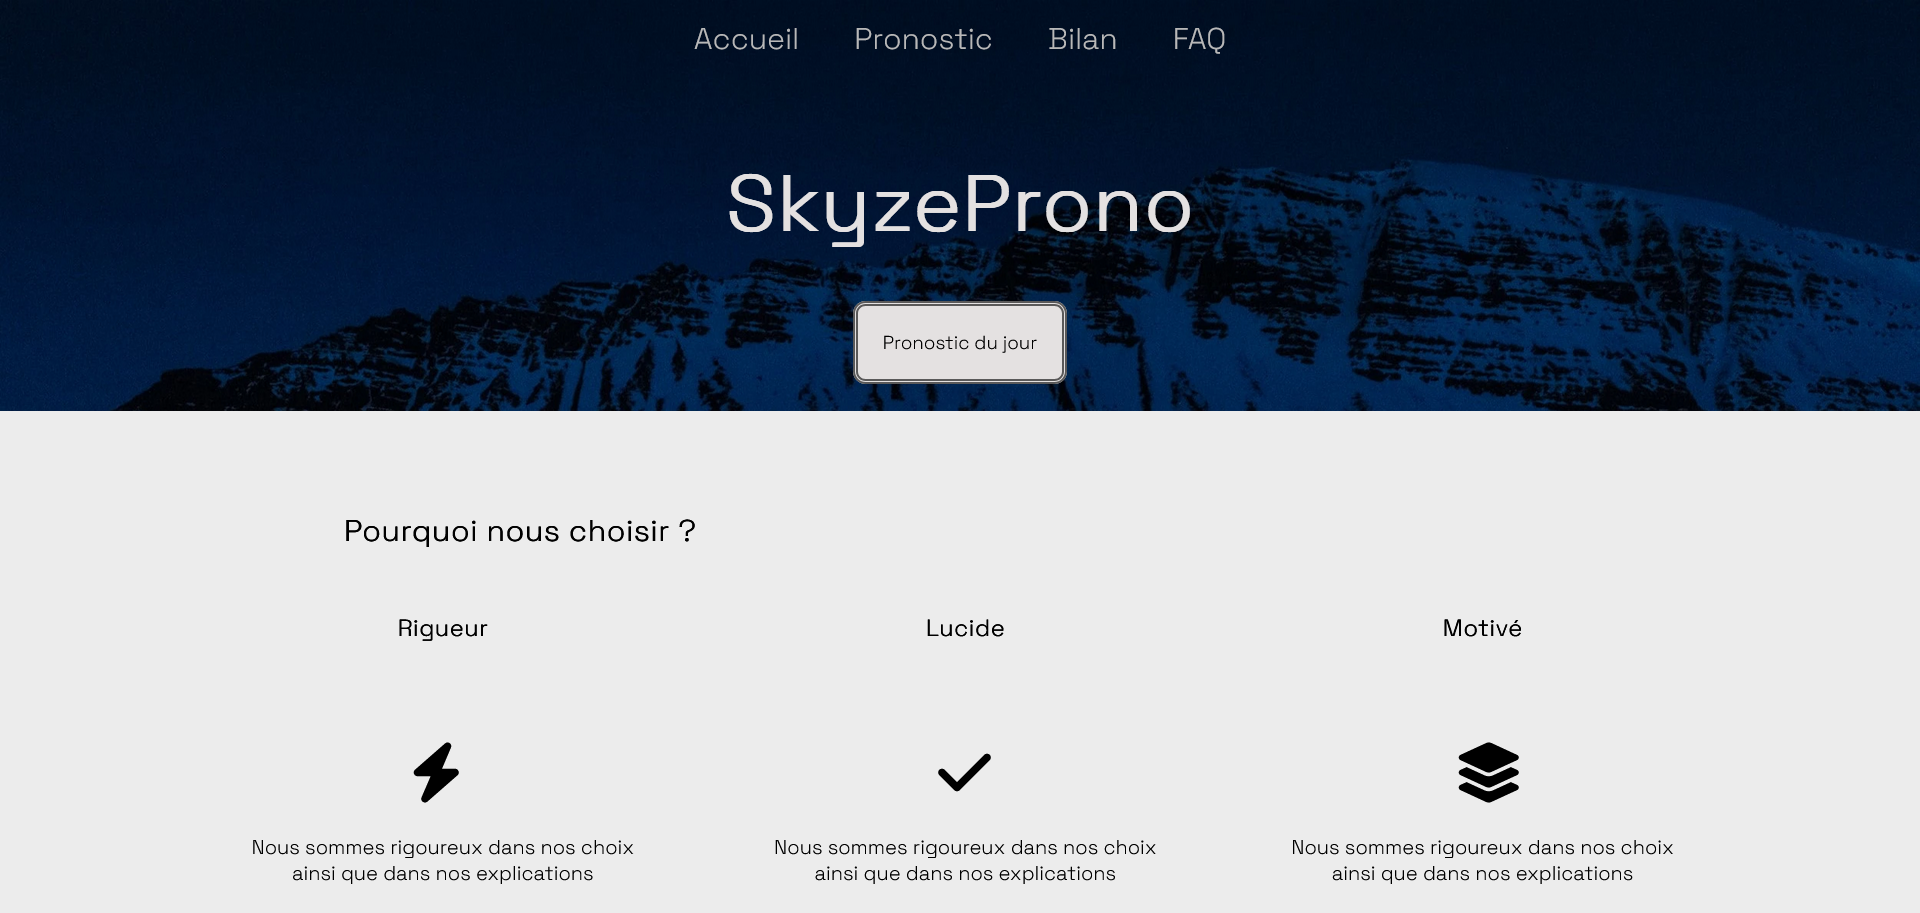 Accueil Pronostic Bilan FAQ
SkyzeProno
Pronostic du jour
Pourquoi nous choisir ?
Rigueur
Lucide
Motivé
Nous sommes rigoureux dans nos choix
ainsi que dans nos explications
Nous sommes rigoureux dans nos choix
ainsi que dans nos explications
Nous sommes rigoureux dans nos choix
ainsi que dans nos explications